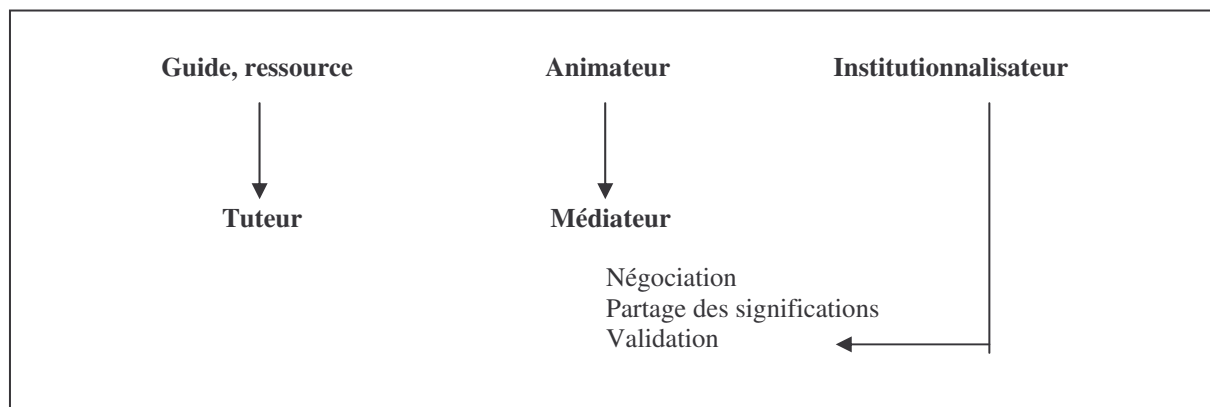 Guide, ressource Animateur Institutionnalisateur
Tuteur Médiateur
Négociation
Partage des significations
Validation